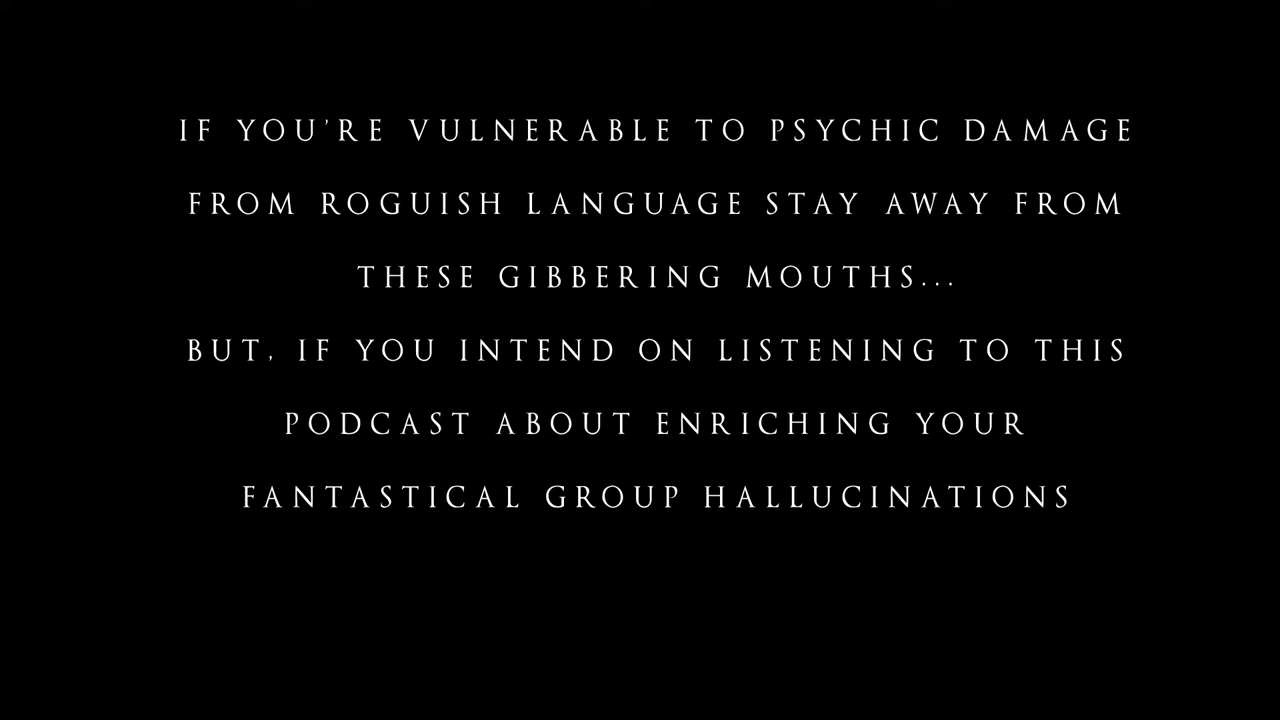 IF YOU'RE VULNERABLE TO PSYCHIC DAMAGE
FROM ROGUISH LANGUAGE STAY AWAY FROM
THESE GIBBERING MOUTHS...
BUT, IF YOU INTEND ON LISTENING TO THIS
PODCAST ABOUT ENRICHING YOUR
FANTASTICAL GROUP HALLUCINATIONS